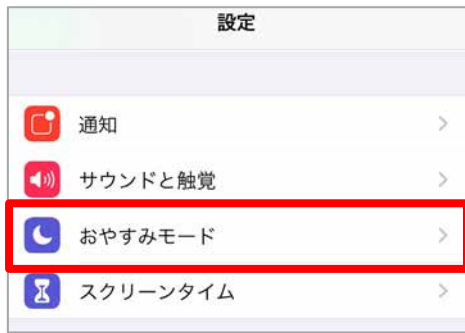 設定
通知
サウンドと触覚
おやすみモード
スクリーンタイム